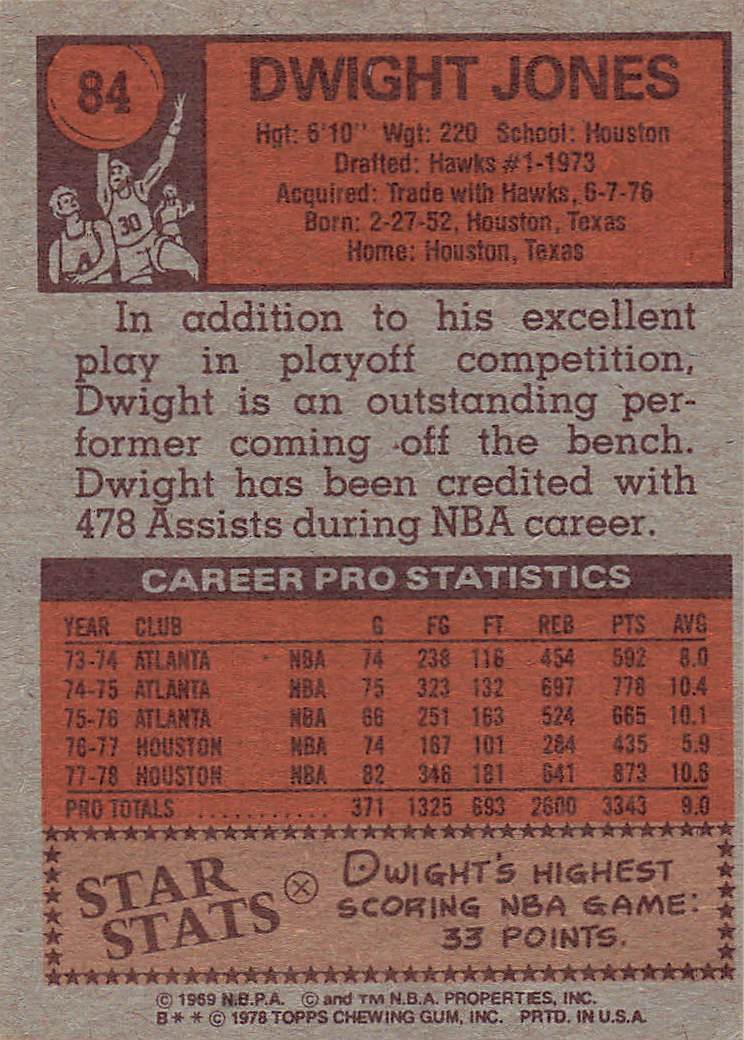 84
30
DWIGHT JONES
Hgt: 6'10" Wgt: 220 School: Houston
Drafted: Hawks #1-1973
Acquired: Trade with Hawks, 6-7-76
Born: 2-27-52, Houston, Texas
Home: Houston, Texas
In addition to his excellent
play in playoff competition,
Dwight is an outstanding per-
former coming off the bench.
Dwight has been credited with
478 Assists during NBA career.
CAREER PRO STATISTICS
YEAR CLUB G FG FT REB PTS AVG
73-74 ATLANTA NBA 74 238 116 454 592 8.0
74-75 ATLANTA NBA 75 323 132 697 778 10.4
75-76 ATLANTA NBA 66 251 163 524 665 10.1
76-77 HOUSTON NBA 74 167 101 284 435 5.9
77-78 HOUSTON NBA 82 346 181 641 873 10.6
PRO TOTALS ........... 371 1325 693 2600 3343 9.0
STAR
STATS
DWIGHT'S HIGHEST
SCORING NBA GAME:
33 POINTS.
© 1969 N.B.P.A. © and TM N.B.A. PROPERTIES, INC.
B* * © 1978 TOPPS CHEWING GUM, INC. PRTD. IN U.S.A.